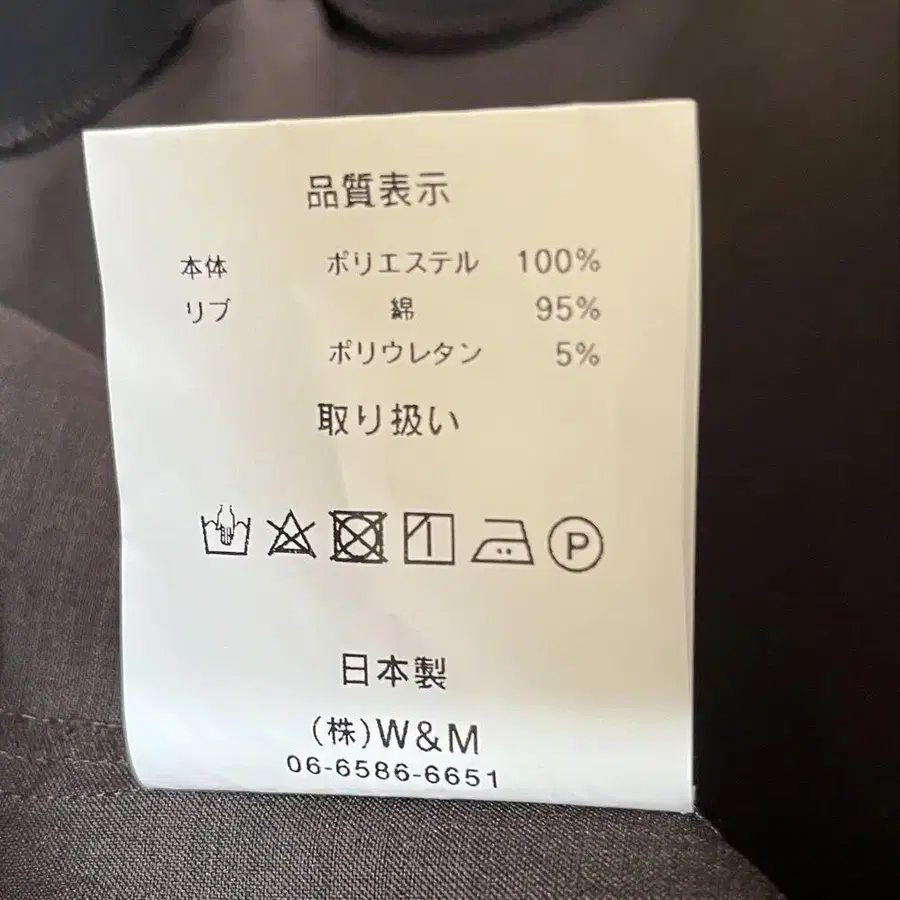 品質表示
本体 ポリエステル 100%
リブ 綿 95%
ポリウレタン 5%
取り扱い
P
日本製
(株)W&M
06-6586-6651